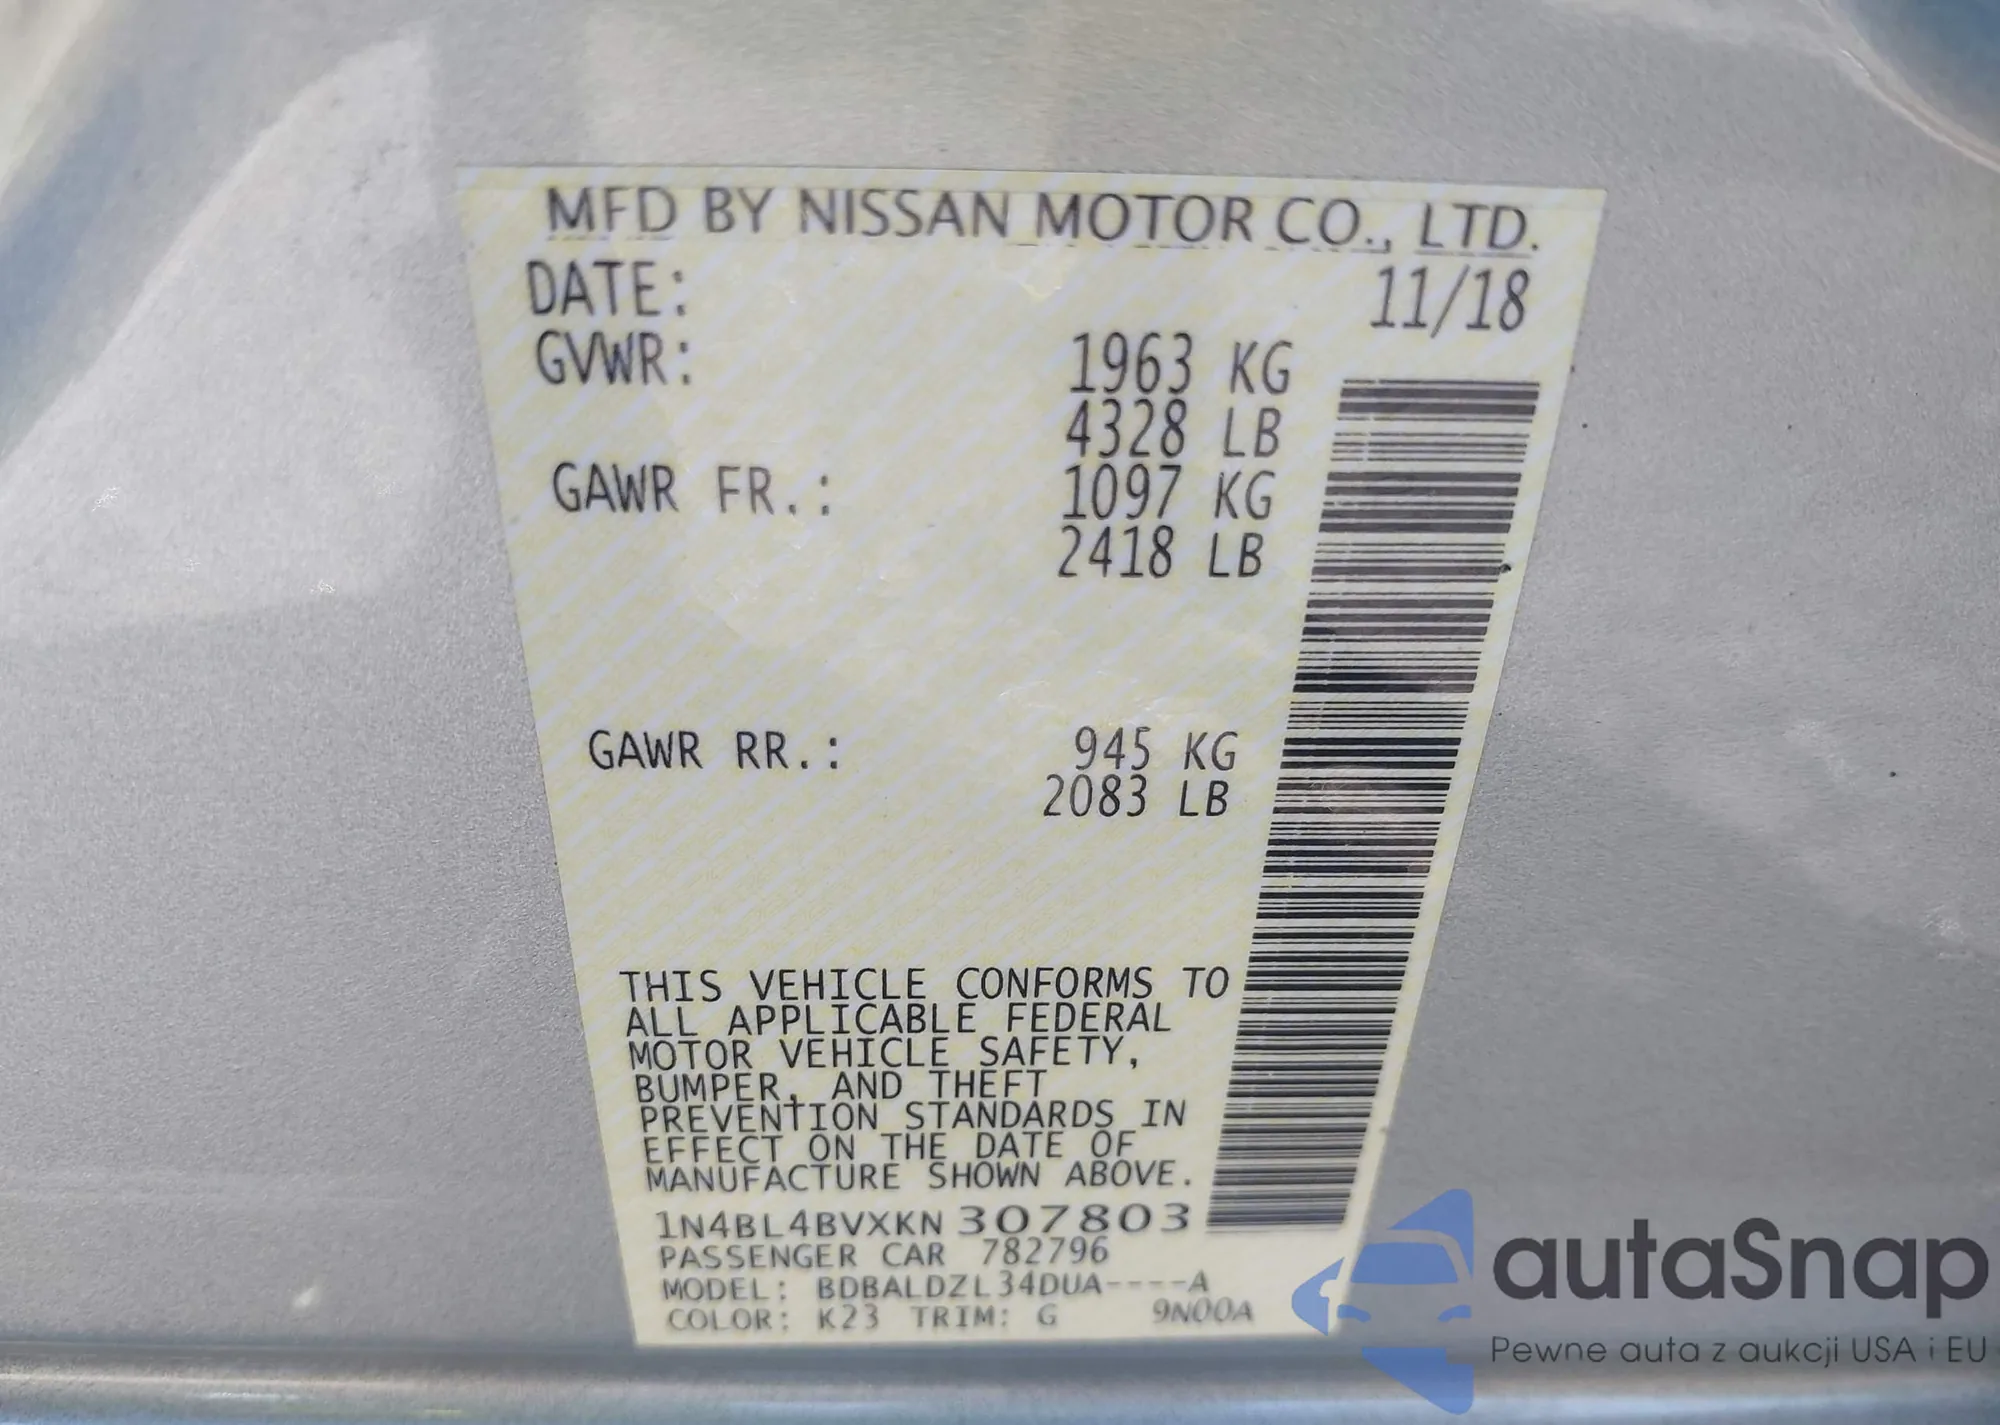 MFD BY NISSAN MOTOR CO., LTD.
DATE: 11/18
GVWR: 1963 KG
4328 LB
GAWR FR.: 1097 KG
2418 LB
GAWR RR.: 945 KG
2083 LB
THIS VEHICLE CONFORMS TO
ALL APPLICABLE FEDERAL
MOTOR VEHICLE SAFETY,
BUMPER, AND THEFT
PREVENTION STANDARDS IN
EFFECT ON THE DATE OF
MANUFACTURE SHOWN ABOVE.
1N4BL4BVXKN307803
PASSENGER CAR 782796
MODEL: BDBALDZL34DUA----A
COLOR: K23 TRIM: G 9N00A
autaSnap
Pewne auta z aukcji USA i EU